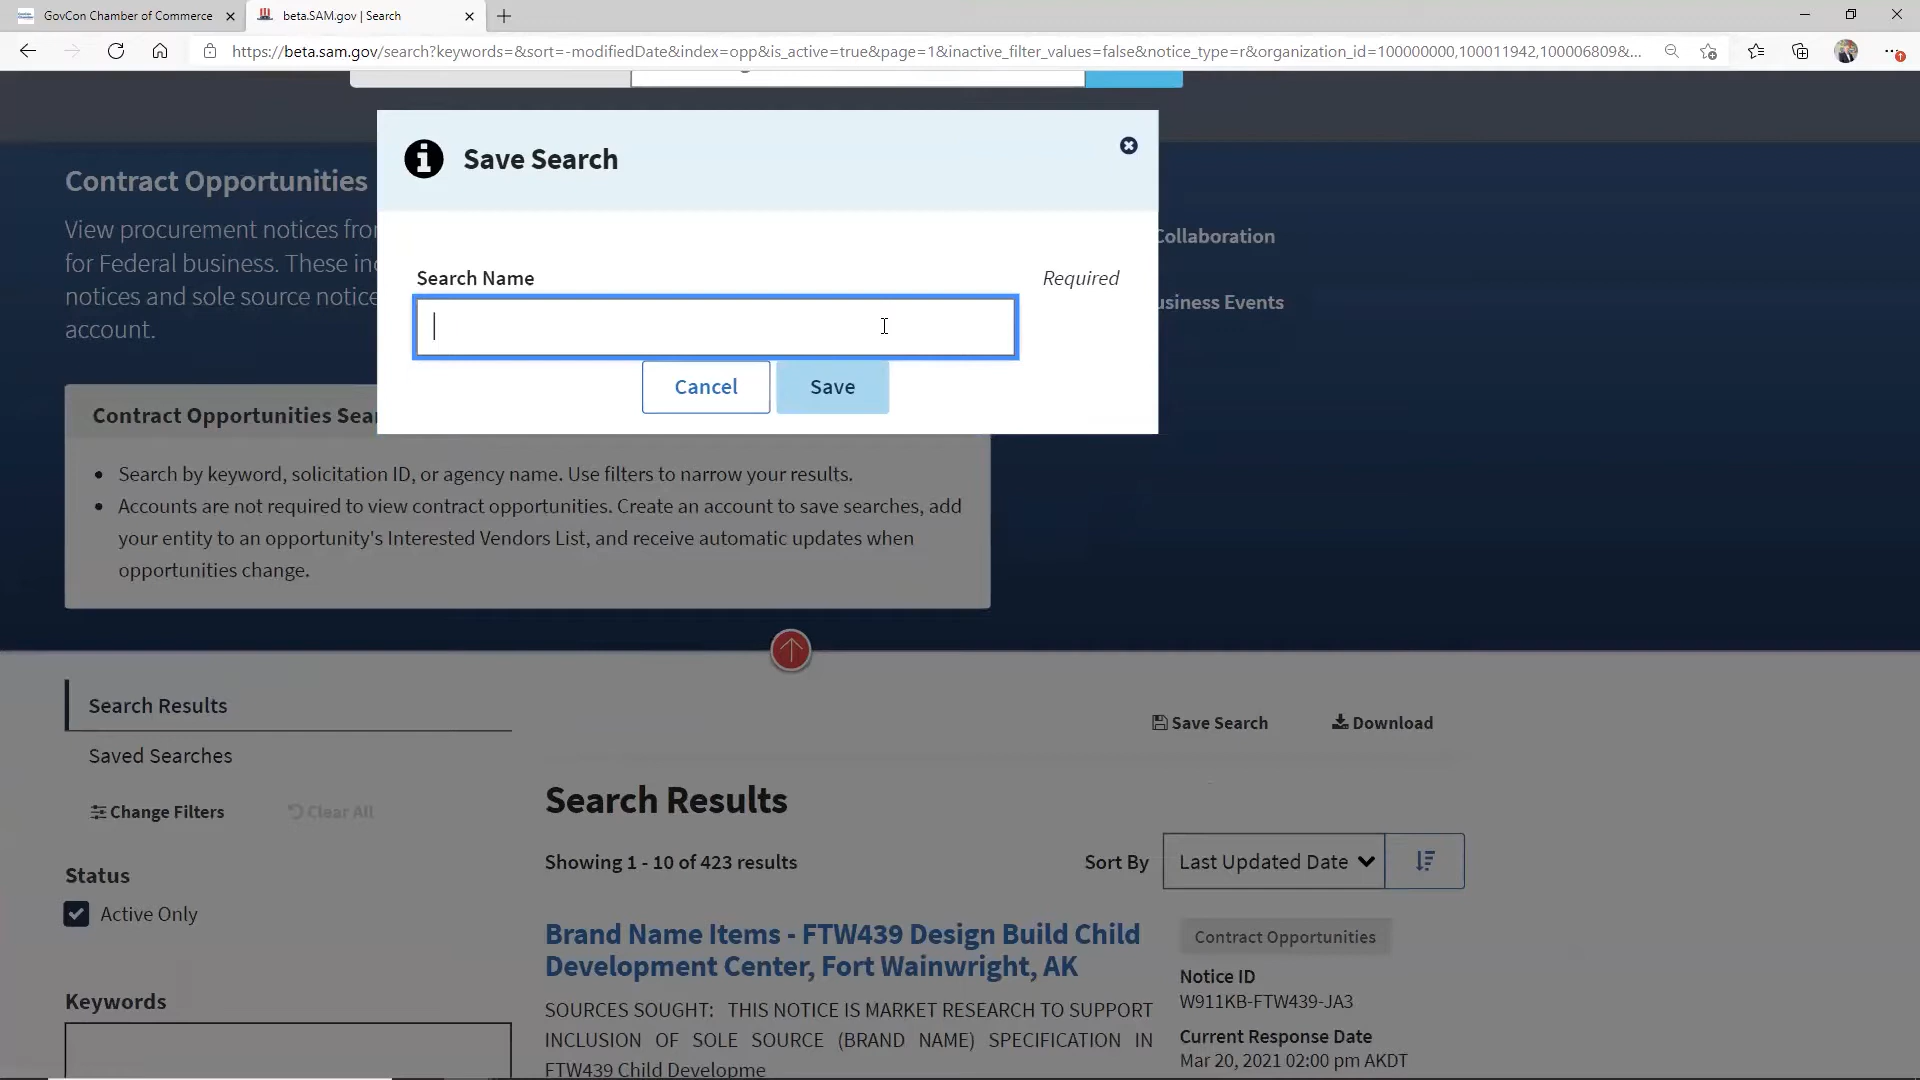 GovCon Chamber of Commerce
beta.SAM.gov | Search
https://beta.sam.gov/search?keywords=&sort=-modifiedDate&index=opp&is_active=true&page=1&inactive_filter_values=false&notice_type=r&organization_id=100000000,100011942,100006809&...
Save Search
Contract Opportunities
View procurement notices from
for Federal business. These in
notices and sole source notice
account.
Collaboration
usiness Events
Search Name
Required
Cancel
Save
Contract Opportunities Sear
Search by keyword, solicitation ID, or agency name. Use filters to narrow your results.
Accounts are not required to view contract opportunities. Create an account to save searches, add
your entity to an opportunity's Interested Vendors List, and receive automatic updates when
opportunities change.
Search Results
Saved Searches
Change Filters
Clear All
Status
Active Only
Keywords
Save Search
Download
Search Results
Showing 1 - 10 of 423 results
Sort By
Last Updated Date
Brand Name Items - FTW439 Design Build Child
Development Center, Fort Wainwright, AK
SOURCES SOUGHT: THIS NOTICE IS MARKET RESEARCH TO SUPPORT
INCLUSION OF SOLE SOURCE (BRAND NAME) SPECIFICATION IN
FTW439 Child Developme
Contract Opportunities
Notice ID
W911KB-FTW439-JA3
Current Response Date
Mar 20, 2021 02:00 pm AKDT